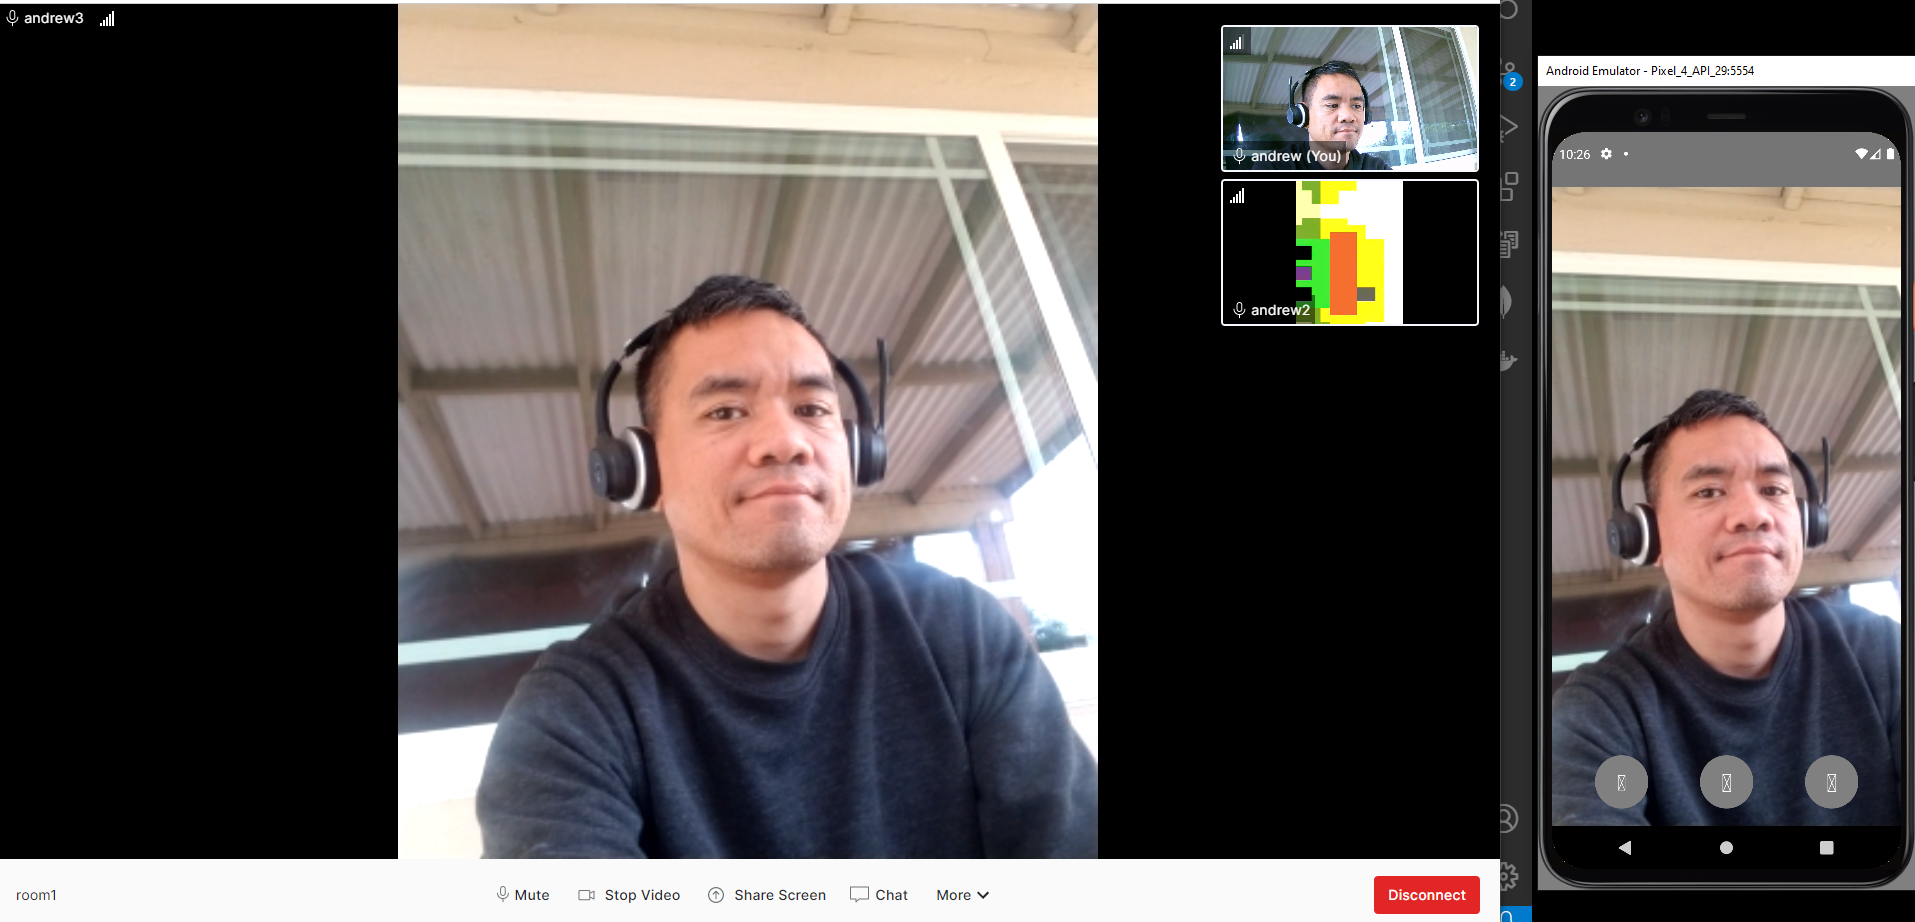 andrew3
andrew (You)
andrew2
room1
Mute
Stop Video
Share Screen
Chat
More
Disconnect
2
Android Emulator - Pixel_4_API_29:5554
10:26